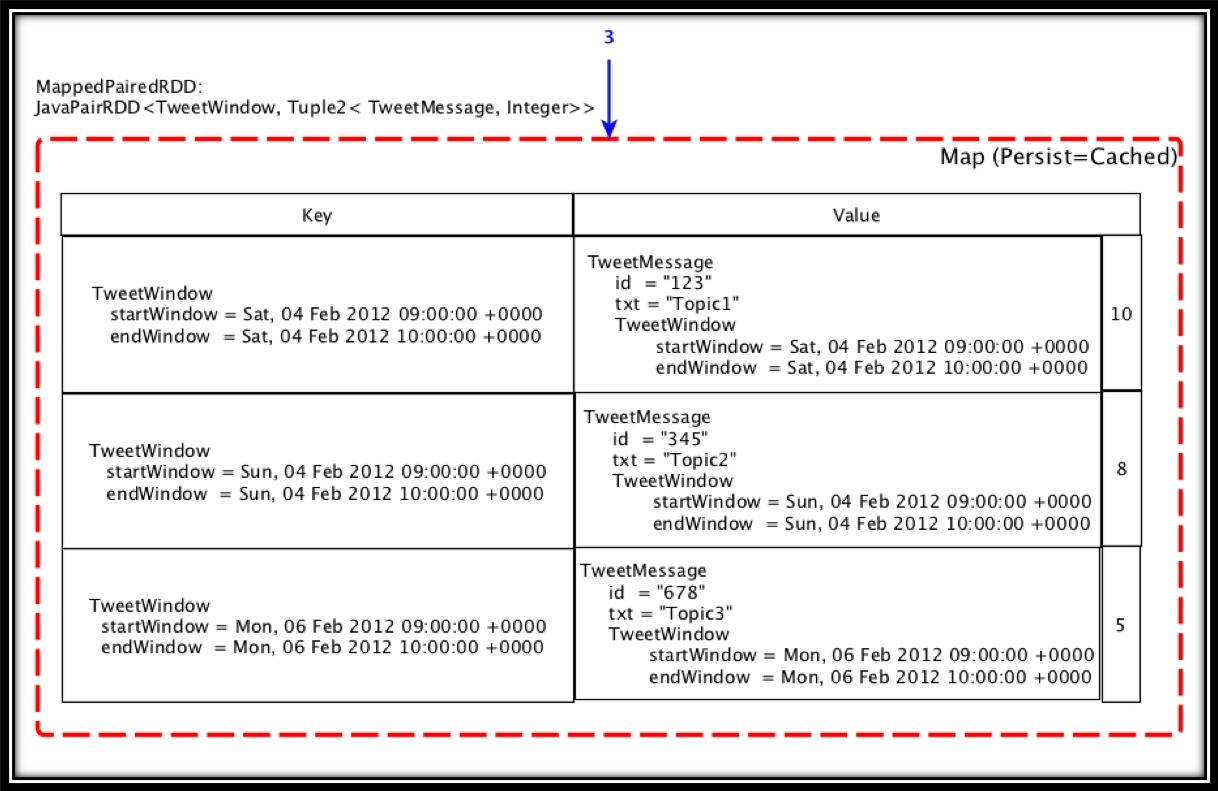 3
MappedPairedRDD:
JavaPairRDD<TweetWindow, Tuple2< TweetMessage, Integer>>
Map (Persist=Cached)
Key
Value
TweetWindow
startWindow = Sat, 04 Feb 2012 09:00:00 +0000
endWindow = Sat, 04 Feb 2012 10:00:00 +0000
TweetMessage
id = "123"
txt = "Topic1"
TweetWindow
startWindow = Sat, 04 Feb 2012 09:00:00 +0000
endWindow = Sat, 04 Feb 2012 10:00:00 +0000
10
TweetWindow
startWindow = Sun, 04 Feb 2012 09:00:00 +0000
endWindow = Sun, 04 Feb 2012 10:00:00 +0000
TweetMessage
id = "345"
txt = "Topic2"
TweetWindow
startWindow = Sun, 04 Feb 2012 09:00:00 +0000
endWindow = Sun, 04 Feb 2012 10:00:00 +0000
8
TweetWindow
startWindow = Mon, 06 Feb 2012 09:00:00 +0000
endWindow = Mon, 06 Feb 2012 10:00:00 +0000
TweetMessage
id = "678"
txt = "Topic3"
TweetWindow
startWindow = Mon, 06 Feb 2012 09:00:00 +0000
endWindow = Mon, 06 Feb 2012 10:00:00 +0000
5